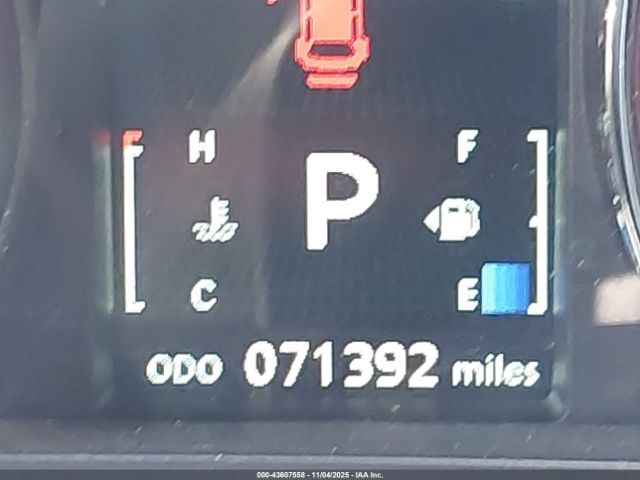 H F
P
C E
ODO 071392 miles
000-43607558 - 11/04/2025 - IAA Inc.